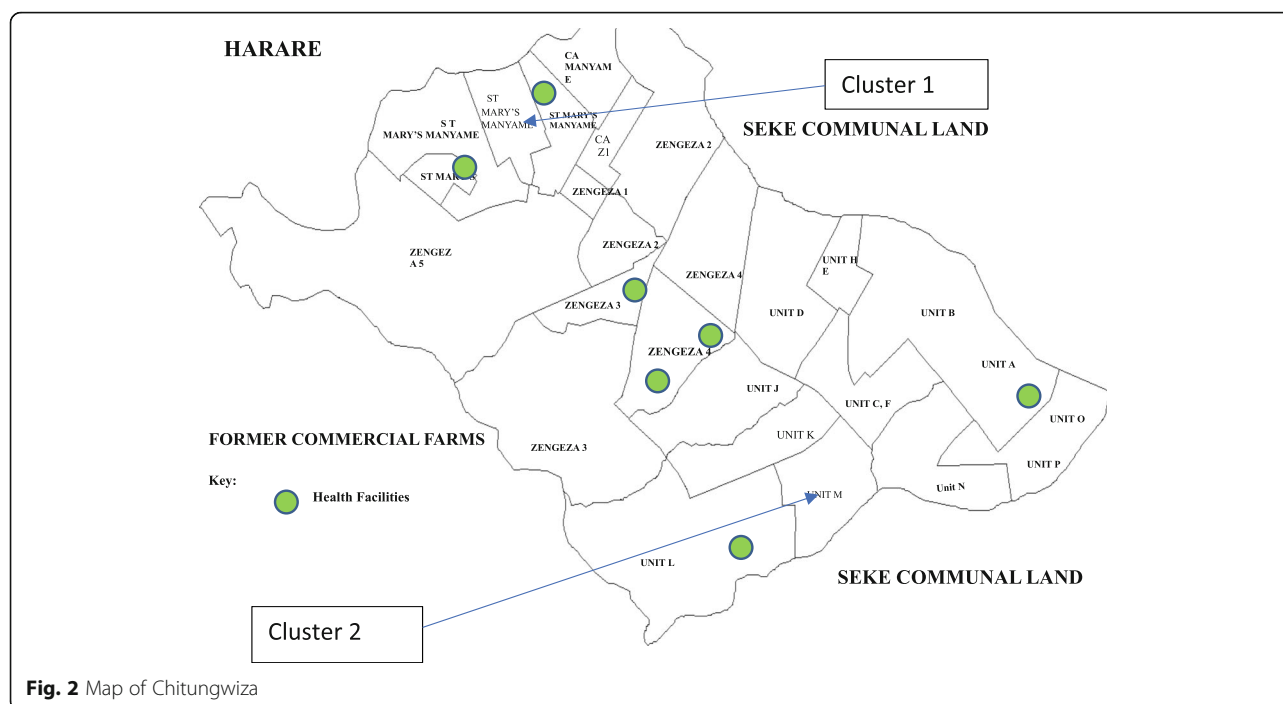 HARARE
CA
MANYAM
E
Cluster 1
ST
MARY'S
MANYAME
ST MARY'S
MANYAME
S T
MARY'S MANYAME
SEKE COMMUNAL LAND
CA
Z1
ZENGEZA 2
ST MARY'S
ZENGEZA 1
ZENGEZ
A 5
ZENGEZA 2
ZENGEZA 4
UNIT H
E
ZENGEZA 3
UNIT D
UNIT B
ZENGEZA 4
UNIT A
UNIT J
UNIT C, F
UNIT O
FORMER COMMERCIAL FARMS
ZENGEZA 3
UNIT K
UNIT P
Key:
Health Facilities
UNIT M
Unit N
UNIT L
SEKE COMMUNAL LAND
Cluster 2
Fig. 2 Map of Chitungwiza